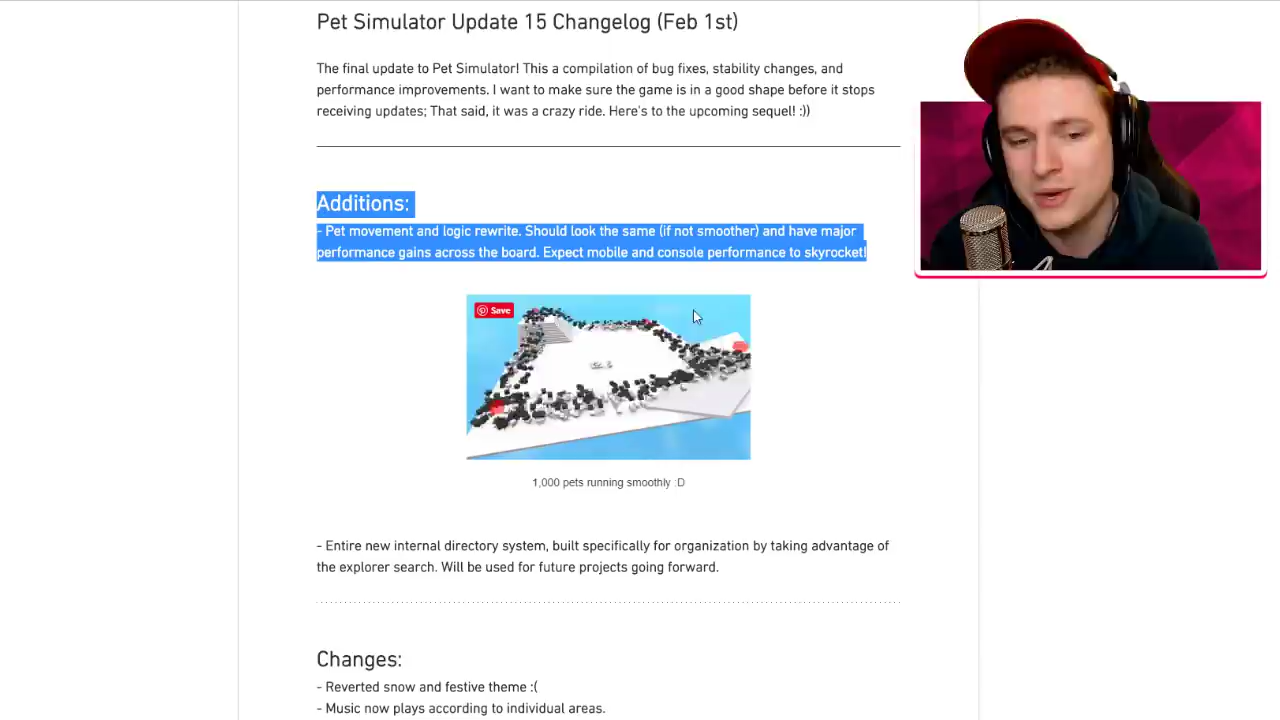 Pet Simulator Update 15 Changelog (Feb 1st)
The final update to Pet Simulator! This a compilation of bug fixes, stability changes, and
performance improvements. I want to make sure the game is in a good shape before it stops
receiving updates; That said, it was a crazy ride. Here's to the upcoming sequel! :))
Additions:
- Pet movement and logic rewrite. Should look the same (if not smoother) and have major
performance gains across the board. Expect mobile and console performance to skyrocket!
Save
1,000 pets running smoothly :D
- Entire new internal directory system, built specifically for organization by taking advantage of
the explorer search. Will be used for future projects going forward.
Changes:
- Reverted snow and festive theme :(
- Music now plays according to individual areas.